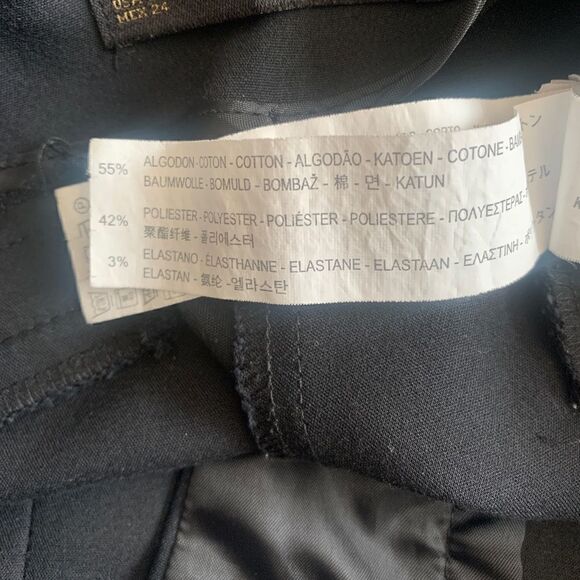 MEX 24
55% ALGODON - COTON - COTTON - ALGODÃO - KATOEN - COTONE -
BAUMWOLLE - BOMULD - BOMBAŽ - 棉 - 면 - KATUN
42% POLIESTER - POLYESTER - POLIÉSTER - POLIESTERE - ΠΟΛΥΕΣΤΕΡΑΣ -
聚酯纤维 - 폴리에스터
3% ELASTANO - ÉLASTHANNE - ELASTANE - ELASTAAN - ΕΛΑΣΤΙΝΗ -
ELASTAN - 氨纶 - 엘라스탄